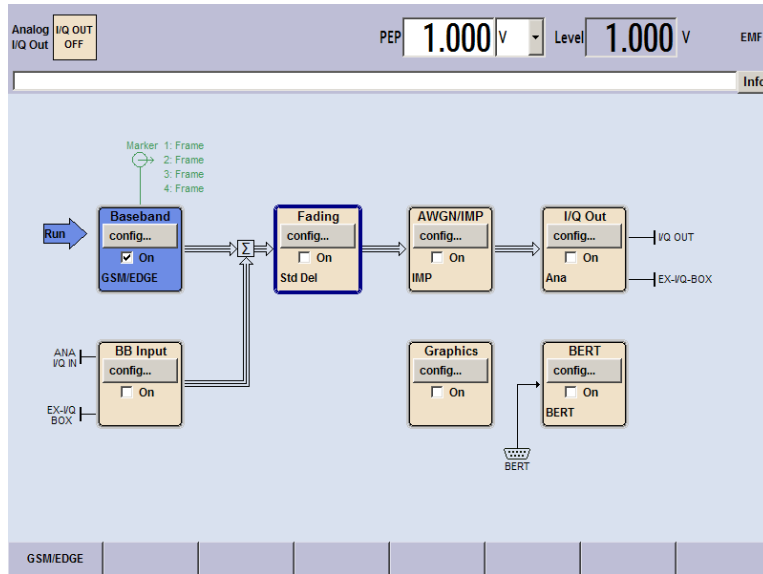 Analog
I/Q Out
I/Q OUT
OFF
PEP 1.000 V Level 1.000 V EMF
Info
Marker 1: Frame
2: Frame
3: Frame
4: Frame
Run
Baseband
config...
On
GSM/EDGE
Σ
Fading
config...
On
Std Del
AWGN/IMP
config...
On
IMP
I/Q Out
config...
On
Ana
I/Q OUT
EX-I/Q-BOX
ANA
I/Q IN
EX-I/Q
BOX
BB Input
config...
On
Graphics
config...
On
BERT
config...
On
BERT
BERT
GSM/EDGE